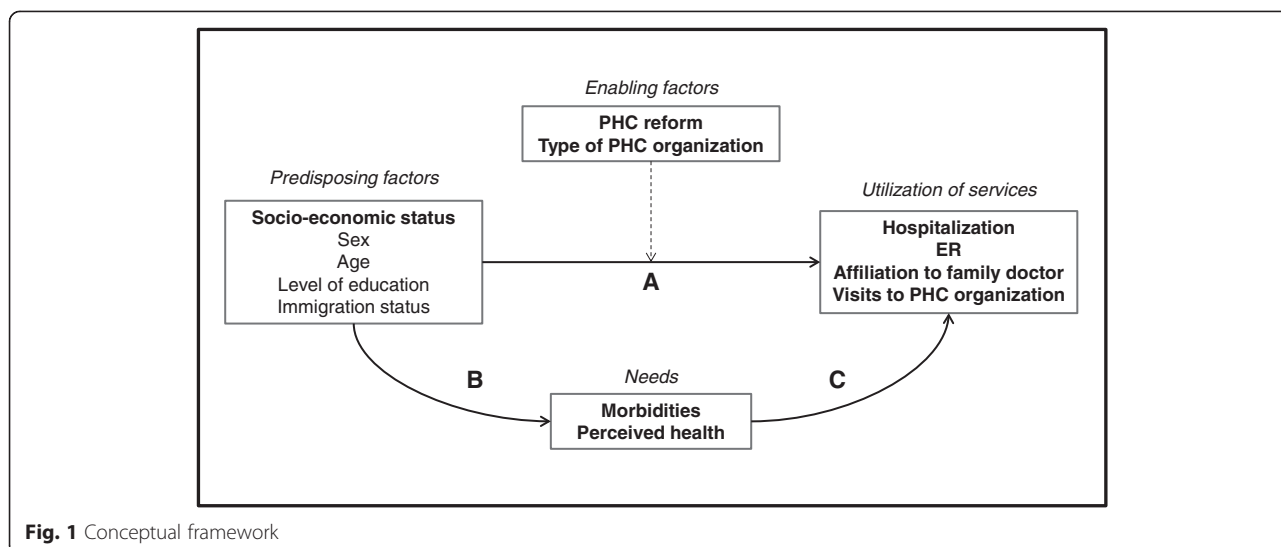 Enabling factors
PHC reform
Type of PHC organization
Predisposing factors
Socio-economic status
Sex
Age
Level of education
Immigration status
Utilization of services
Hospitalization
ER
Affiliation to family doctor
Visits to PHC organization
A
B
Needs
Morbidities
Perceived health
C
Fig. 1 Conceptual framework